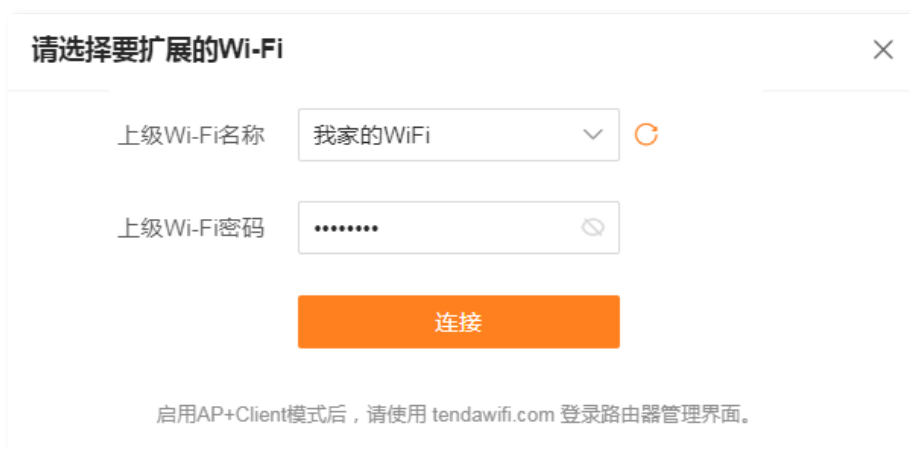 请选择要扩展的Wi-Fi
上级Wi-Fi名称 我家的WiFi
上级Wi-Fi密码 ••••••••
连接
启用AP+Client模式后，请使用 tendawifi.com 登录路由器管理界面。